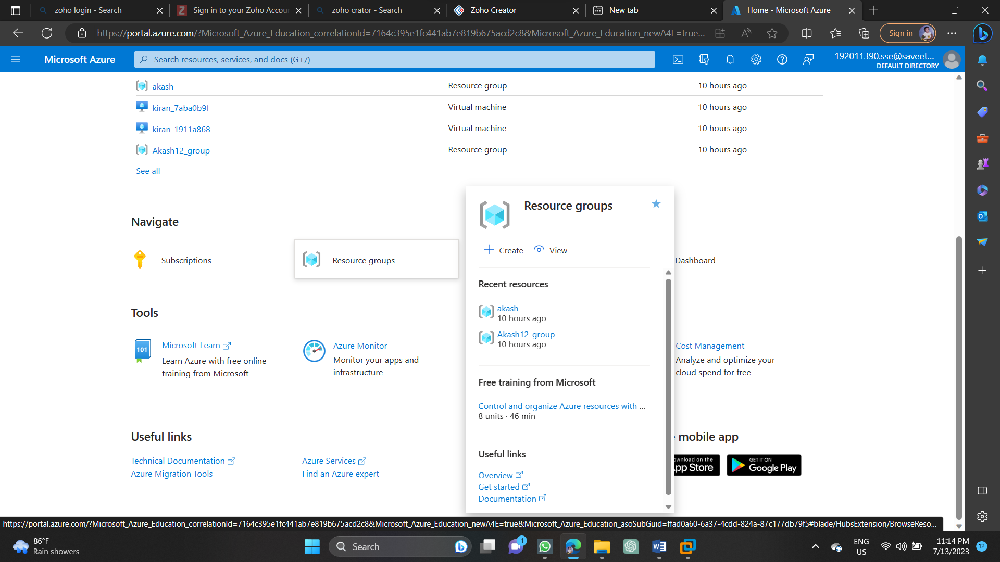 zoho login - Search
Sign in to your Zoho Accou
zoho crator - Search
Zoho Creator
New tab
Home - Microsoft Azure
https://portal.azure.com/?Microsoft_Azure_Education_correlationId=7164c395e1fc441ab7e819b675acd2c8&Microsoft_Azure_Education_newA4E=true...
Sign in
Microsoft Azure
Search resources, services, and docs (G+/)
192011390.sse@saveet...
DEFAULT DIRECTORY
akash Resource group 10 hours ago
kiran_7aba0b9f Virtual machine 10 hours ago
kiran_1911a868 Virtual machine 10 hours ago
Akash12_group Resource group 10 hours ago
See all
Navigate
Subscriptions
Resource groups
Dashboard
Resource groups
Create
View
Recent resources
akash
10 hours ago
Akash12_group
10 hours ago
Free training from Microsoft
Control and organize Azure resources with ...
8 units · 46 min
Useful links
Overview
Get started
Documentation
Tools
101
Microsoft Learn
Learn Azure with free online
training from Microsoft
Azure Monitor
Monitor your apps and
infrastructure
Cost Management
Analyze and optimize your
cloud spend for free
Useful links
Technical Documentation
Azure Migration Tools
Azure Services
Find an Azure expert
mobile app
ownload on the
pp Store
GET IT ON
Google Play
https://portal.azure.com/?Microsoft_Azure_Education_correlationId=7164c395e1fc441ab7e819b675acd2c8&Microsoft_Azure_Education_newA4E=true&Microsoft_Azure_Education_asoSubGuid=ffad0a60-6a37-4cdd-824a-87c177db79f5#blade/HubsExtension/BrowseReso...
86°F
Rain showers
Search
1
ENG
US
11:14 PM
7/13/2023
12